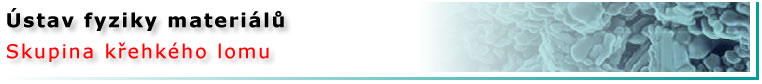 Ústav fyziky materiálů
Skupina křehkého lomu